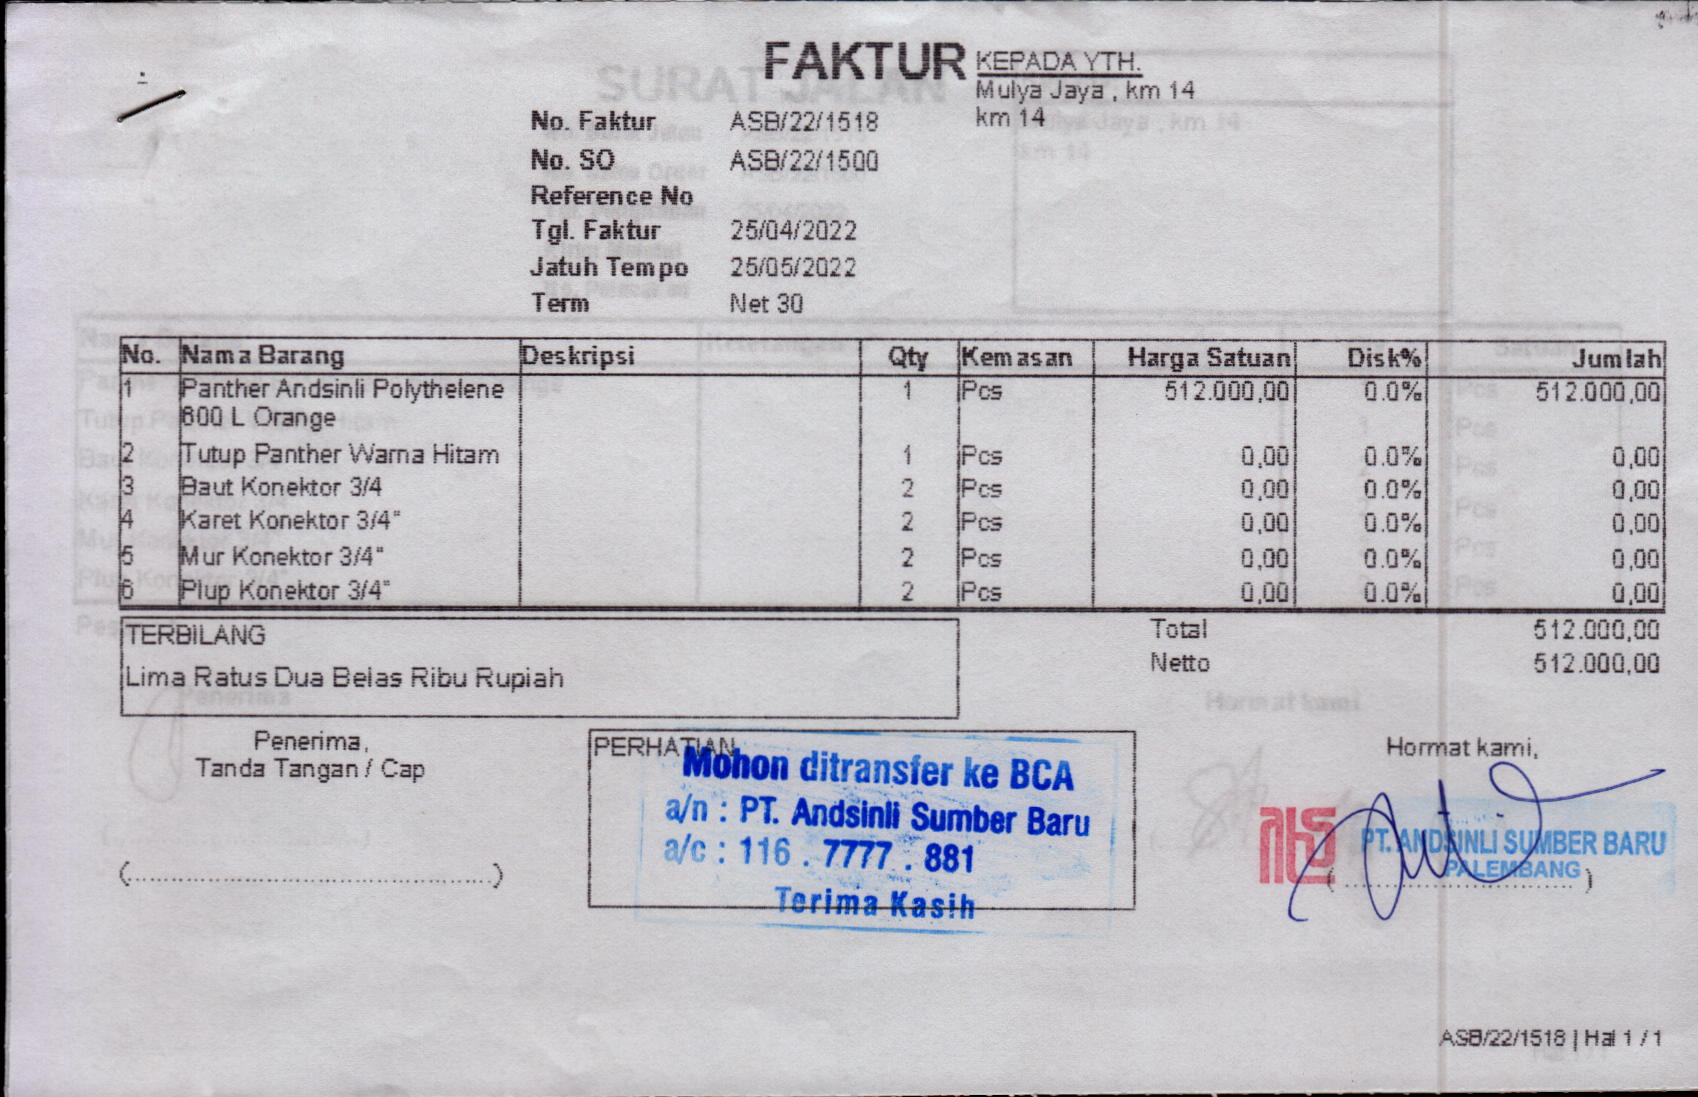 FAKTUR
KEPADA YTH.
Mulya Jaya , km 14
km 14
No. Faktur ASB/22/1518
No. SO ASB/22/1500
Reference No
Tgl. Faktur 25/04/2022
Jatuh Tempo 25/05/2022
Term Net 30
No. Nama Barang Deskripsi Qty Kemasan Harga Satuan Disk% Jumlah
1 Panther Andsinli Polythelene 1 Pcs 512.000,00 0.0% 512.000,00
600 L Orange
2 Tutup Panther Warna Hitam 1 Pcs 0,00 0.0% 0,00
3 Baut Konektor 3/4 2 Pcs 0,00 0.0% 0,00
4 Karet Konektor 3/4" 2 Pcs 0,00 0.0% 0,00
5 Mur Konektor 3/4" 2 Pcs 0,00 0.0% 0,00
6 Plup Konektor 3/4" 2 Pcs 0,00 0.0% 0,00
TERBILANG
Lima Ratus Dua Belas Ribu Rupiah
Total 512.000,00
Netto 512.000,00
Penerima,
Tanda Tangan / Cap
(............................................)
PERHATIAN
Mohon ditransfer ke BCA
a/n : PT. Andsinli Sumber Baru
a/c : 116 . 7777 . 881
Terima Kasih
Hormat kami,
PT. ANDSINLI SUMBER BARU
PALEMBANG
( ............................ )
ASB/22/1518 | Hal 1 / 1